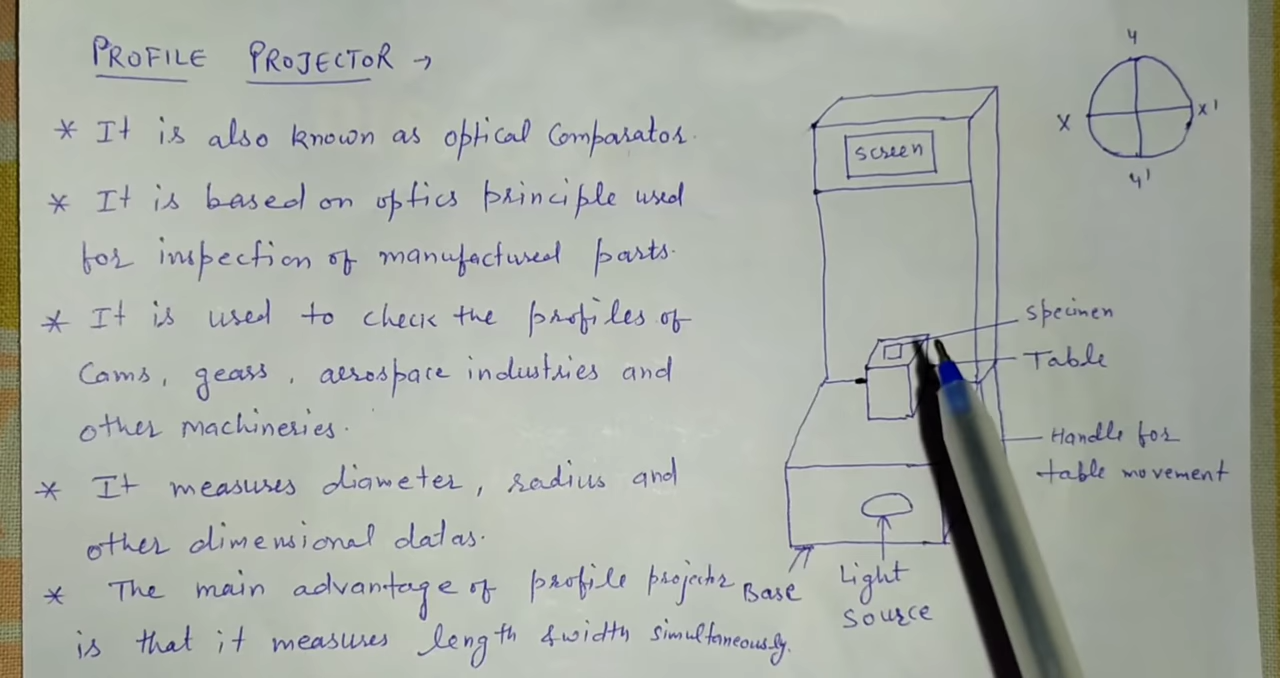 PROFILE PROJECTOR →
* It is also known as optical Comparator.
* It is based on optics principle used
for inspection of manufactured parts.
* It is used to check the profiles of
Cams, gears, aerospace industries and
other machineries.
* It measures diameter, radius and
other dimensional datas.
* The main advantage of profile projectr
is that it measures length & width simultaneously.
screen
specimen
Table
Handle for
table movement
Base
Light
source
y
x
x'
y'